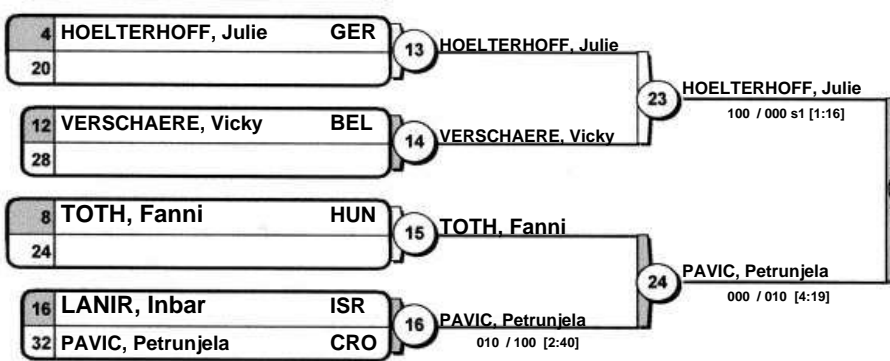 4 HOELTERHOFF, Julie GER
20
13 HOELTERHOFF, Julie
12 VERSCHAERE, Vicky BEL
28
14 VERSCHAERE, Vicky
23 HOELTERHOFF, Julie
100 / 000 s1 [1:16]
8 TOTH, Fanni HUN
24
15 TOTH, Fanni
16 LANIR, Inbar ISR
32 PAVIC, Petrunjela CRO
16 PAVIC, Petrunjela
010 / 100 [2:40]
24 PAVIC, Petrunjela
000 / 010 [4:19]